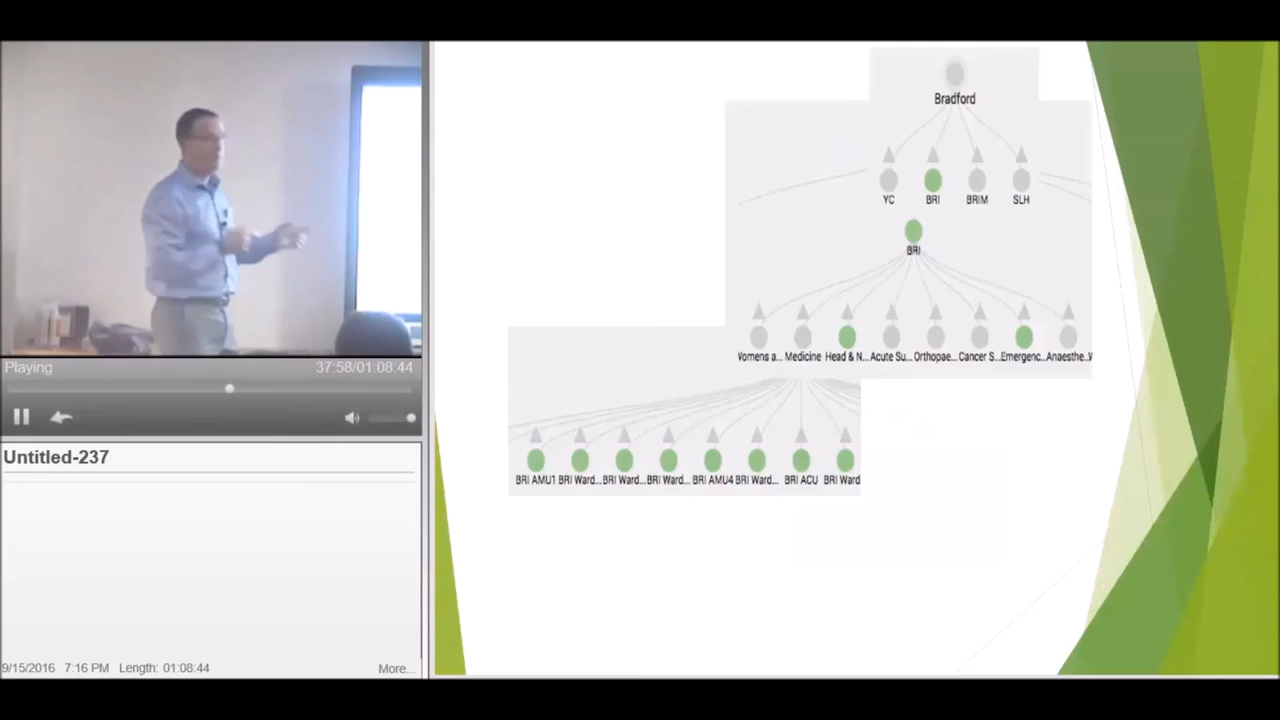 Playing 37:58/01:08:44
Untitled-237
9/15/2016 7:16 PM Length: 01:08:44 More...
Bradford
YC BRI BRIM SLH
BRI
Womens a... Medicine Head & N... Acute Su... Orthopae... Cancer S... Emergenc... Anaesthe...
BRI AMU1 BRI Ward... BRI Ward... BRI Ward... BRI AMU4 BRI Ward... BRI ACU BRI Ward